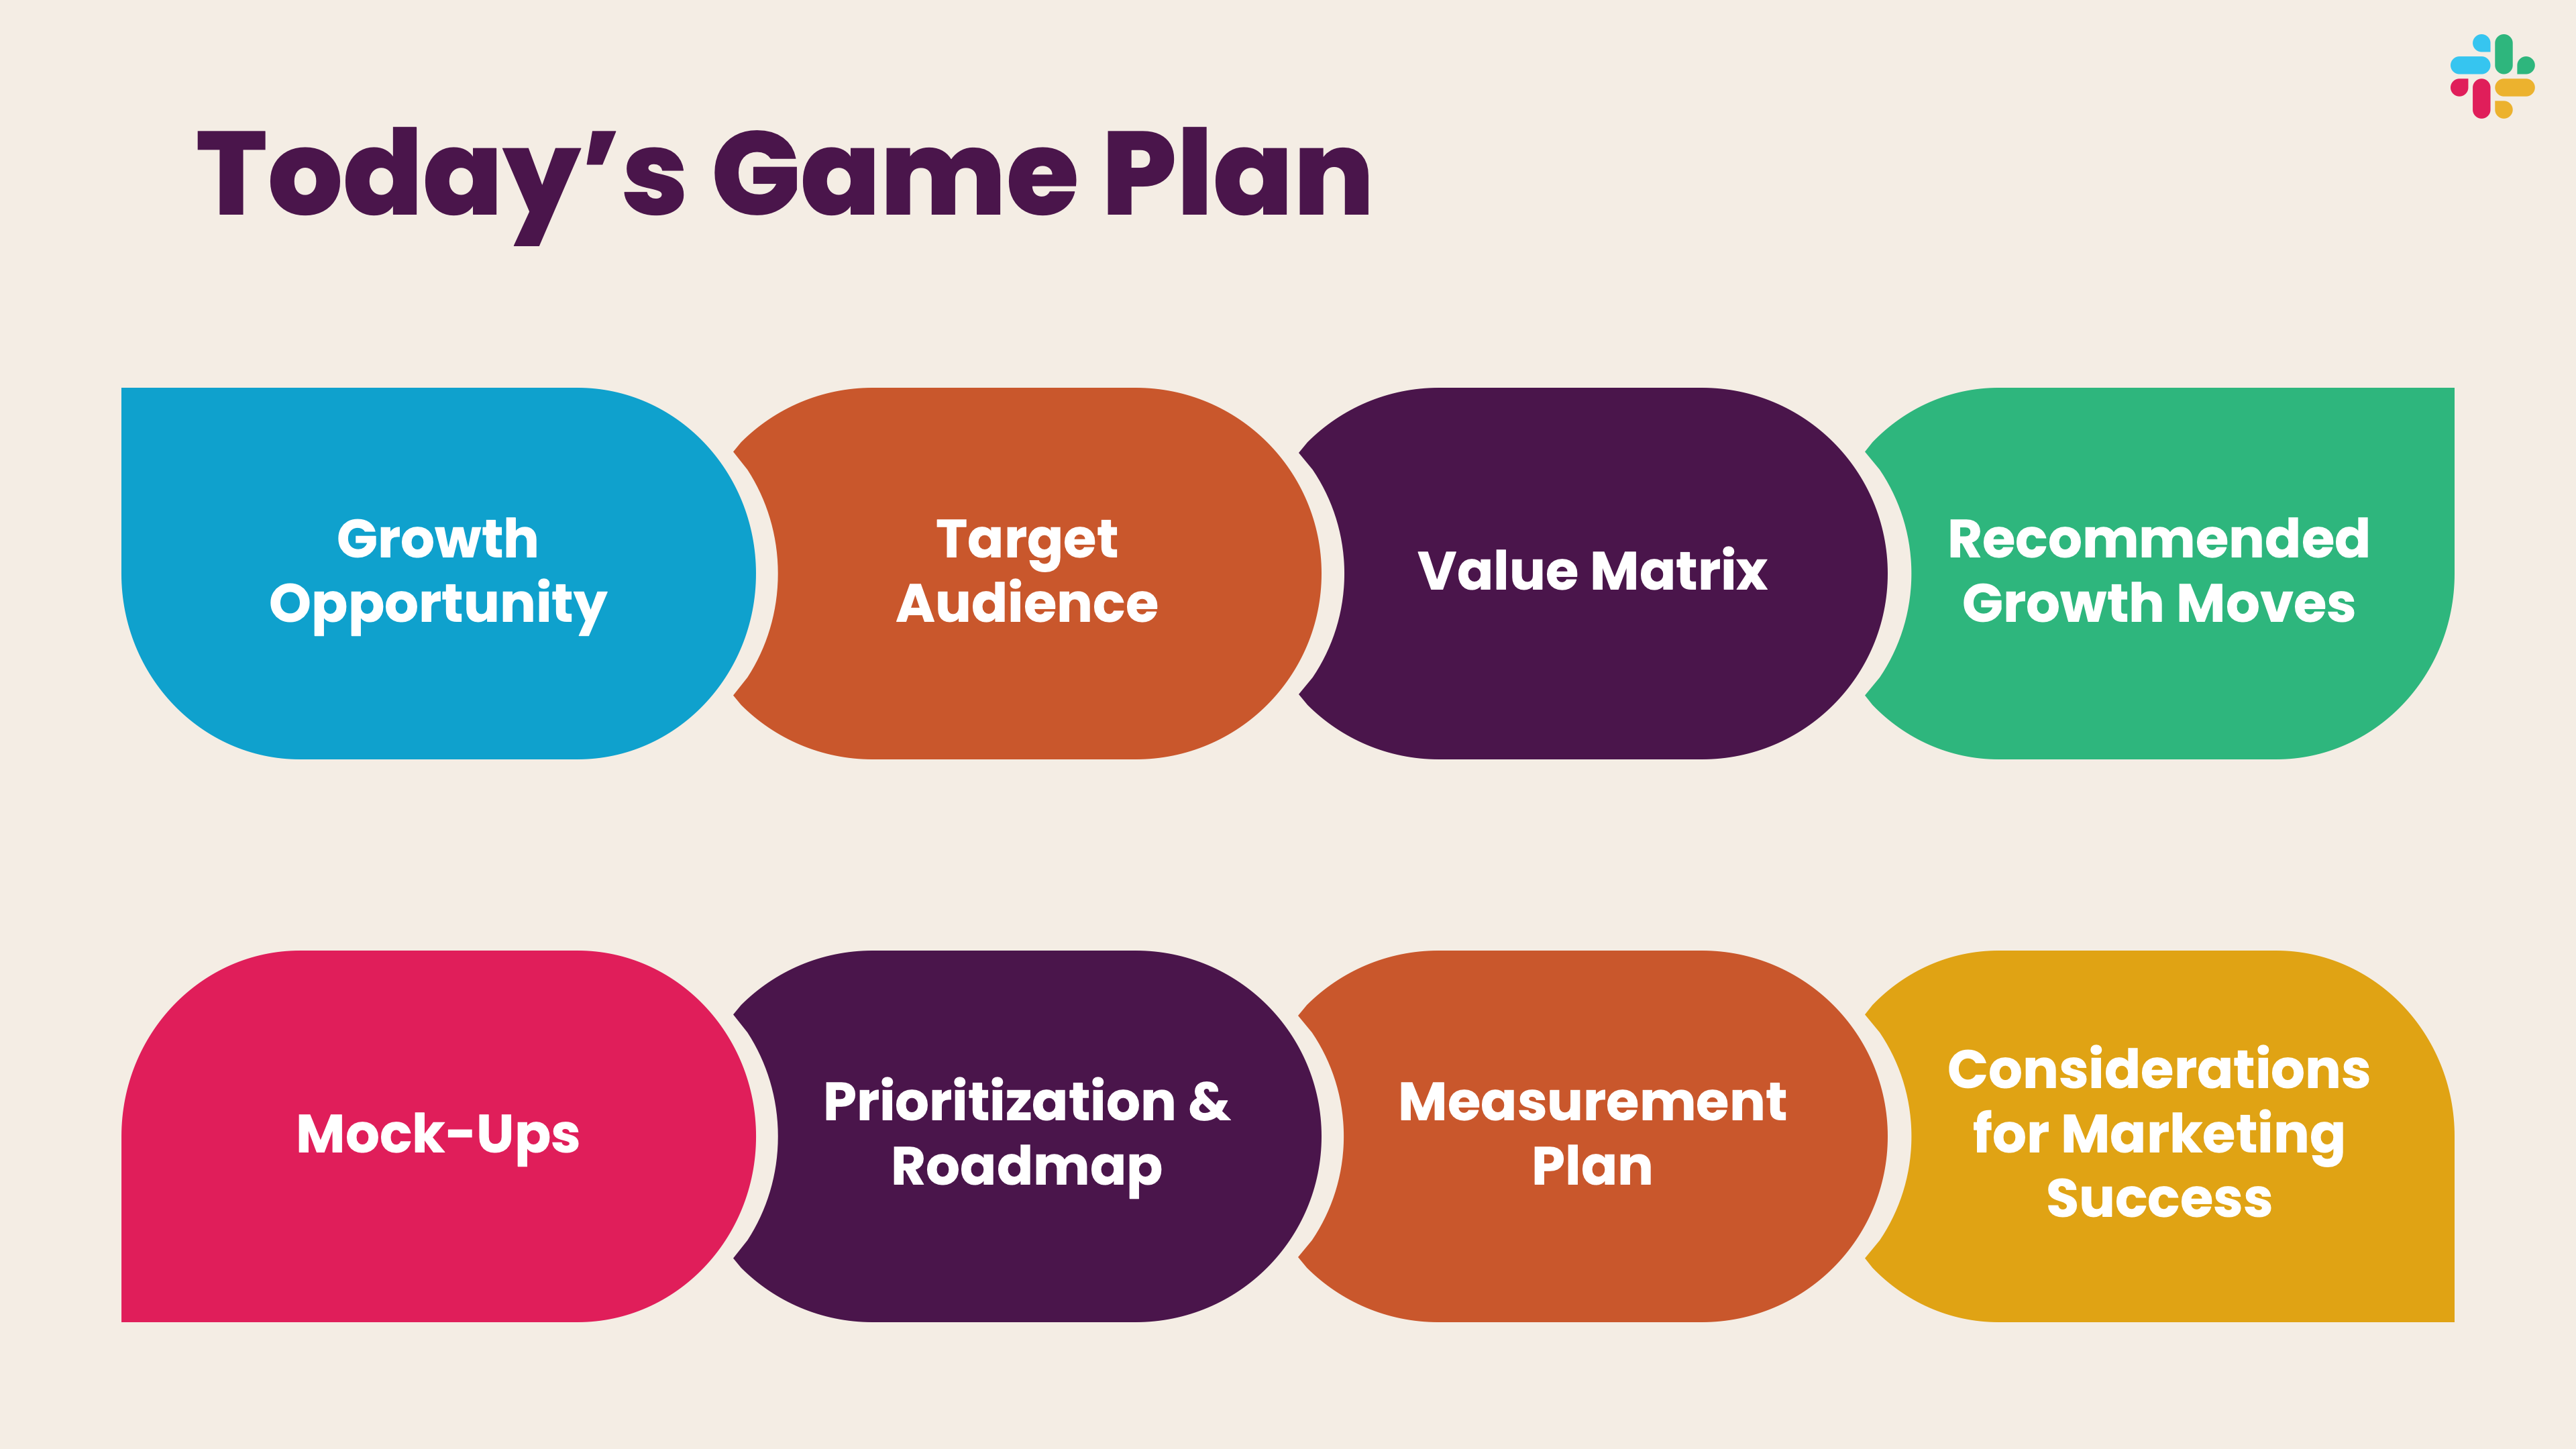 Today’s Game Plan
Growth
Opportunity
Target
Audience
Value Matrix
Recommended
Growth Moves
Mock-Ups
Prioritization &
Roadmap
Measurement
Plan
Considerations
for Marketing
Success